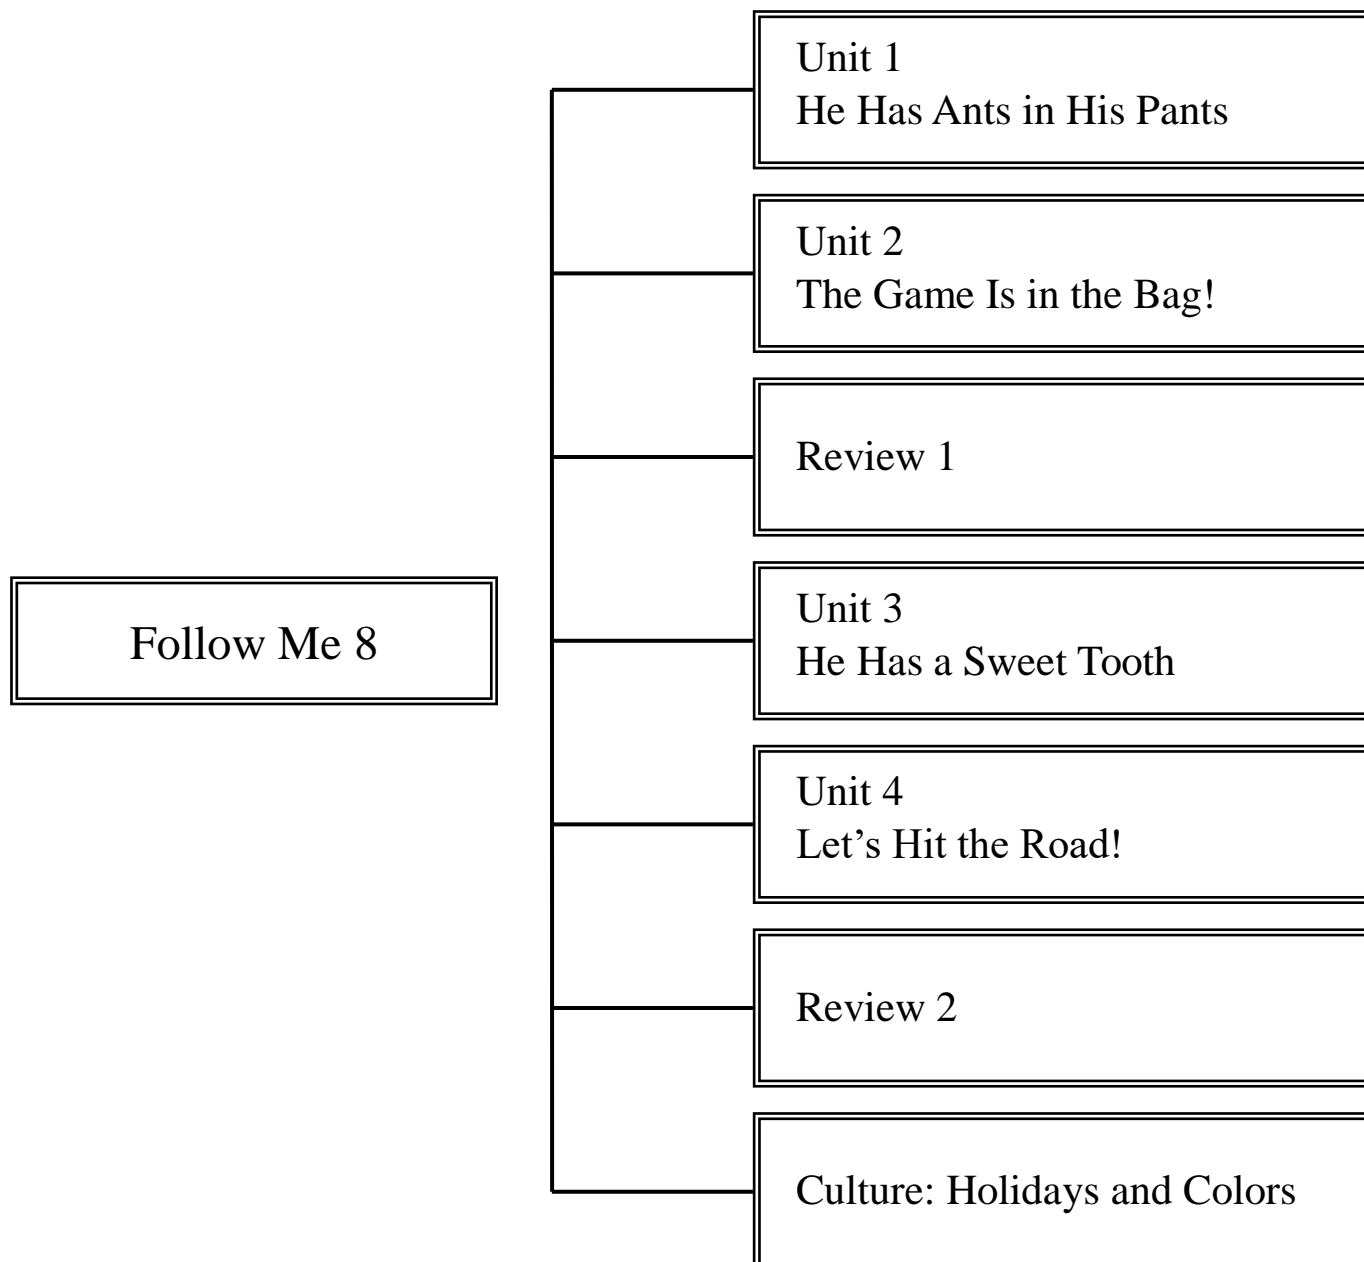 Follow Me 8
Unit 1
He Has Ants in His Pants
Unit 2
The Game Is in the Bag!
Review 1
Unit 3
He Has a Sweet Tooth
Unit 4
Let’s Hit the Road!
Review 2
Culture: Holidays and Colors